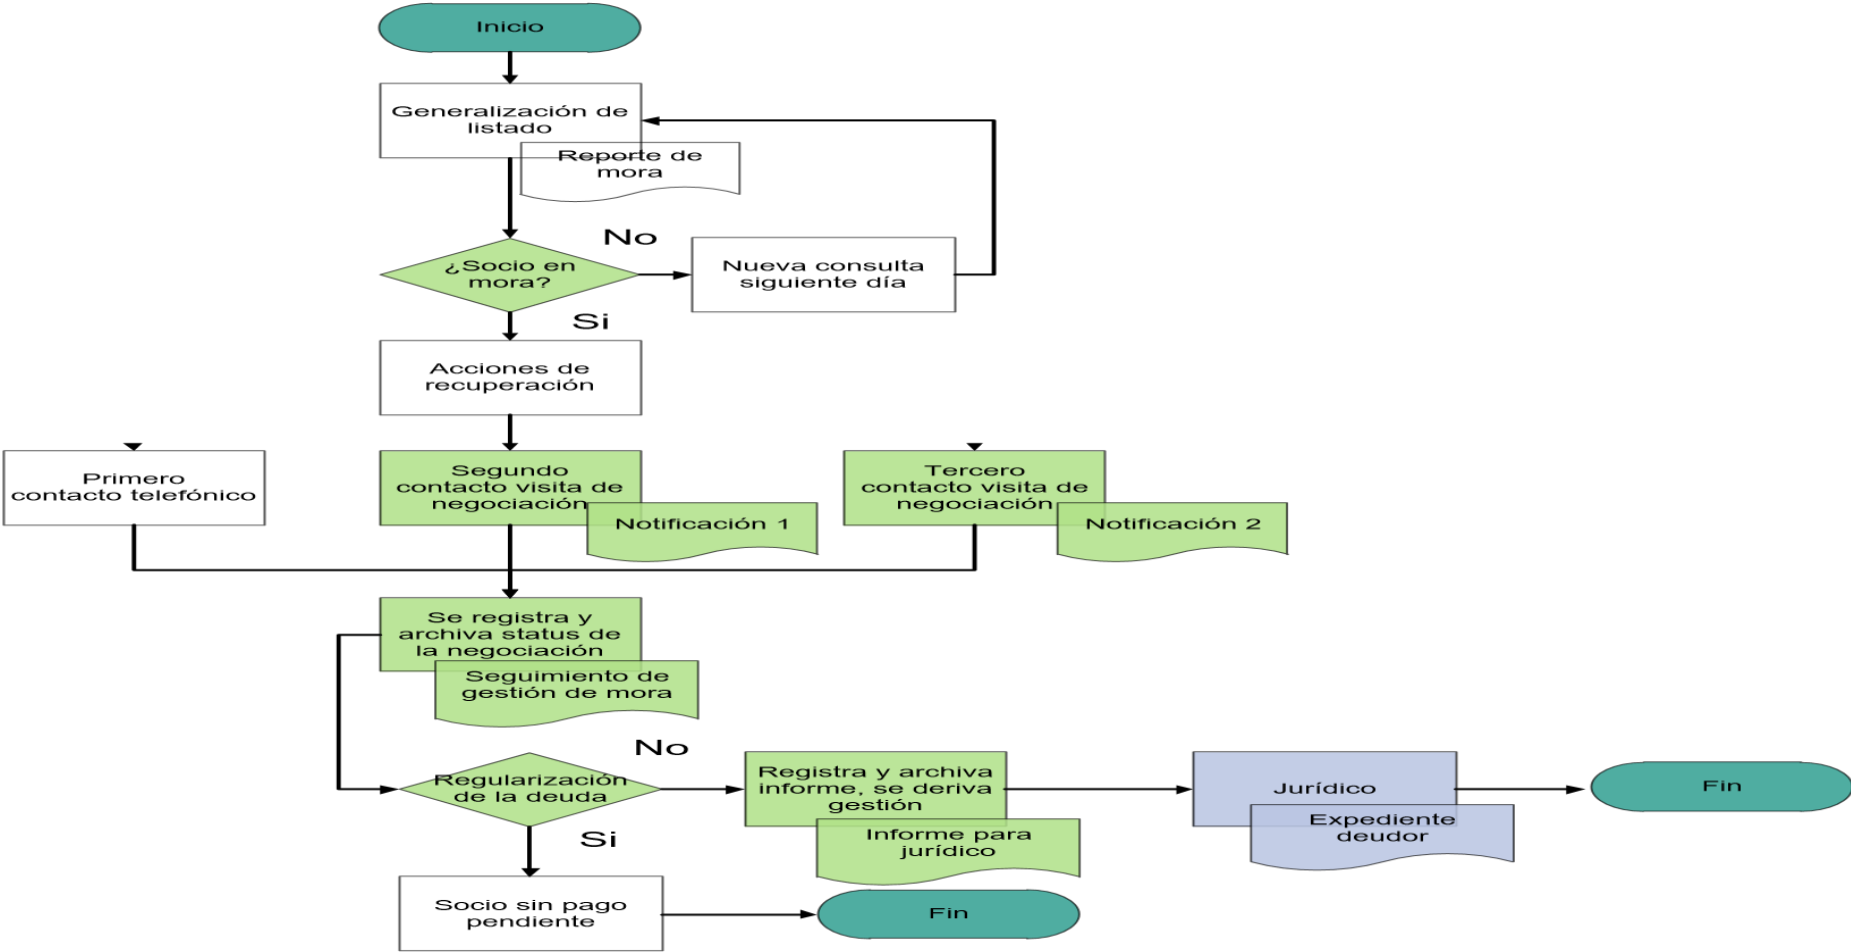 Inicio
Generalización de
listado
Reporte de
mora
No
¿Socio en
mora?
Nueva consulta
siguiente día
Si
Acciones de
recuperación
Primero
contacto telefónico
Segundo
contacto visita de
negociación
Notificación 1
Tercero
contacto visita de
negociación
Notificación 2
Se registra y
archiva status de
la negociación
Seguimiento de
gestión de mora
No
Regularización
de la deuda
Registra y archiva
informe, se deriva
gestión
Informe para
jurídico
Jurídico
Expediente
deudor
Fin
Si
Socio sin pago
pendiente
Fin